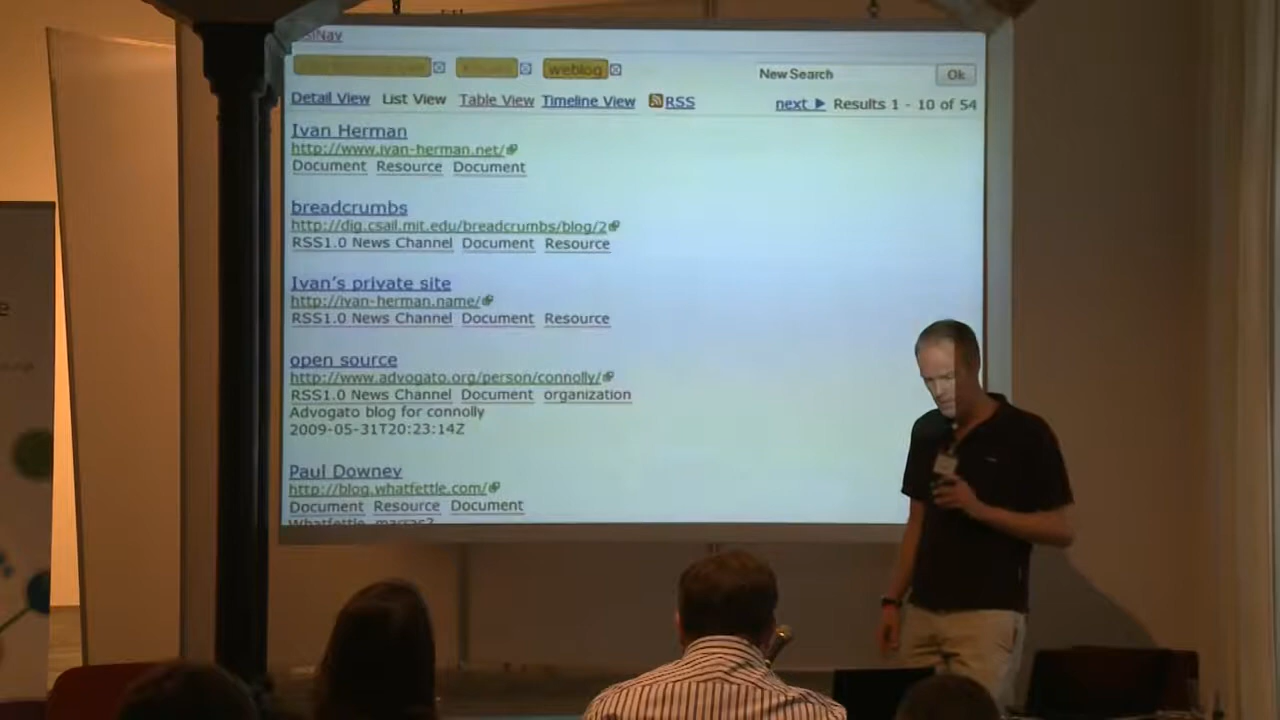 weblog
New Search Ok
Detail View List View Table View Timeline View RSS next Results 1 - 10 of 54
Ivan Herman
http://www.ivan-herman.net/
Document Resource Document
breadcrumbs
http://dig.csail.mit.edu/breadcrumbs/blog/2
RSS1.0 News Channel Document Resource
Ivan's private site
http://ivan-herman.name/
RSS1.0 News Channel Document Resource
open source
http://www.advogato.org/person/connolly/
RSS1.0 News Channel Document organization
Advogato blog for connolly
2009-05-31T20:23:14Z
Paul Downey
http://blog.whatfettle.com/
Document Resource Document